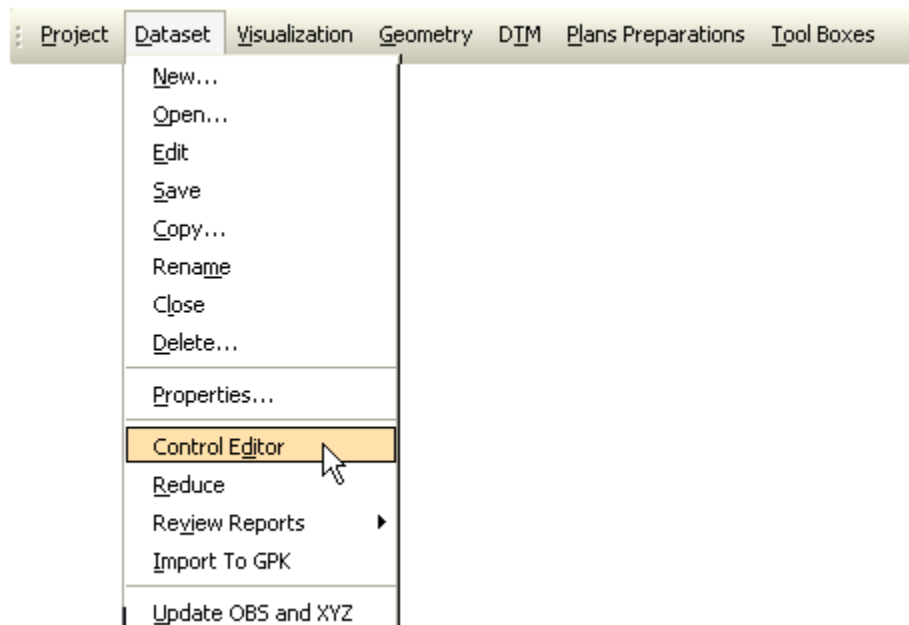 Project Dataset Visualization Geometry DTM Plans Preparations Tool Boxes
New...
Open...
Edit
Save
Copy...
Rename
Close
Delete...
Properties...
Control Editor
Reduce
Review Reports
Import To GPK
Update OBS and XYZ